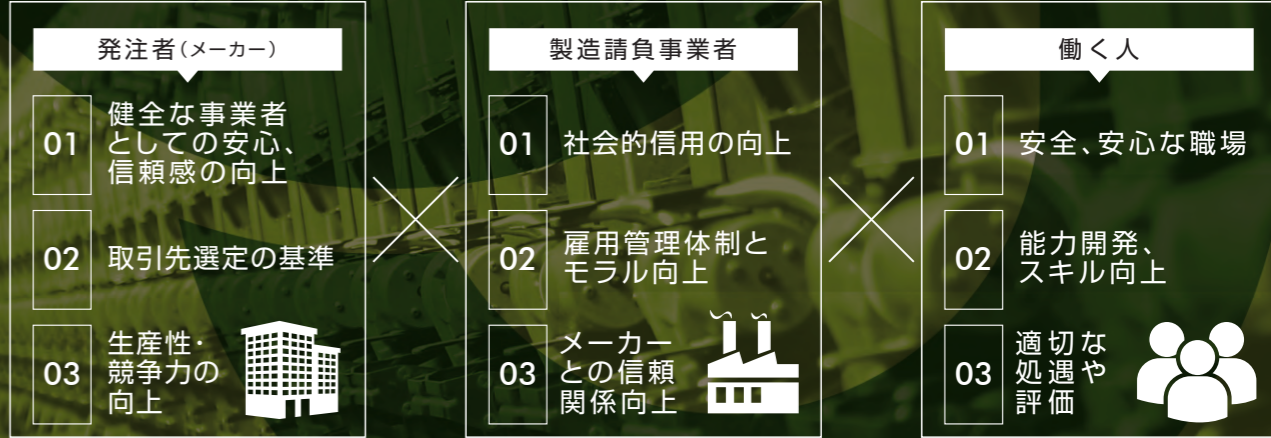 発注者(メーカー)
01
健全な事業者
としての安心、
信頼感の向上
02
取引先選定の基準
03
生産性・
競争力の
向上
製造請負事業者
01
社会的信用の向上
02
雇用管理体制と
モラル向上
03
メーカー
との信頼
関係向上
働く人
01
安全、安心な職場
02
能力開発、
スキル向上
03
適切な
処遇や
評価